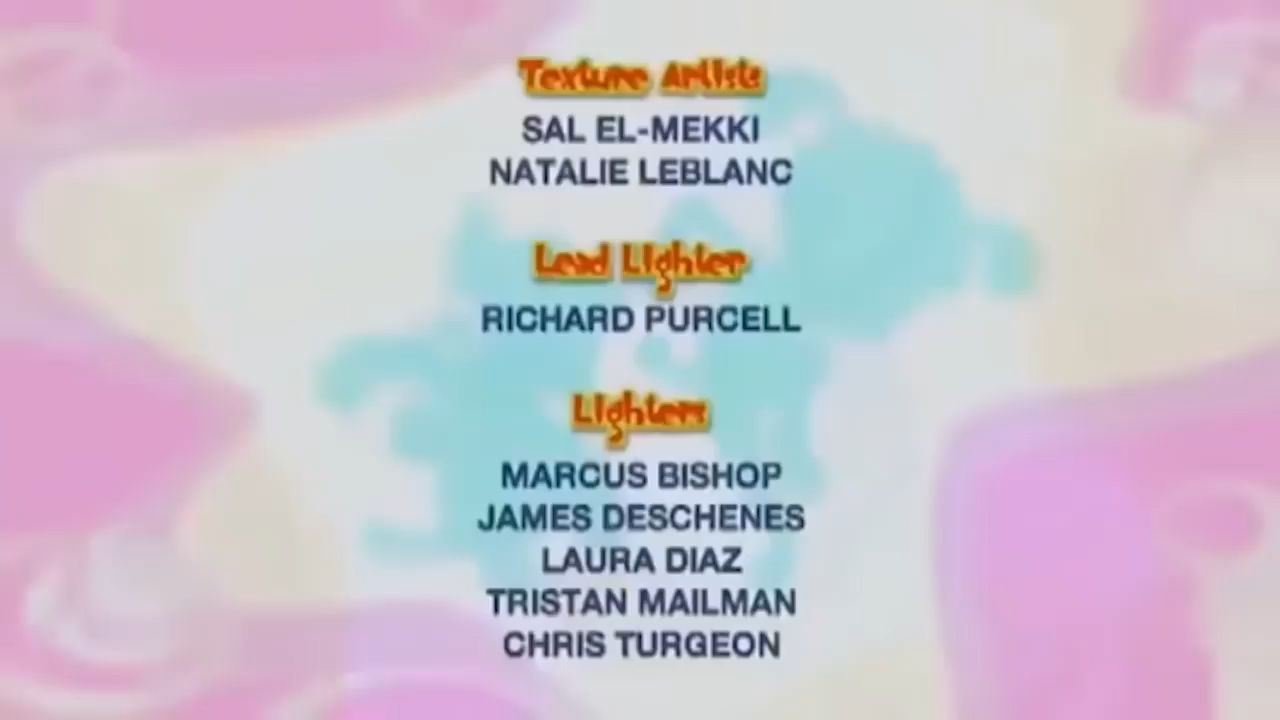 Texture Artists
SAL EL-MEKKI
NATALIE LEBLANC
Lead Lighter
RICHARD PURCELL
Lighters
MARCUS BISHOP
JAMES DESCHENES
LAURA DIAZ
TRISTAN MAILMAN
CHRIS TURGEON